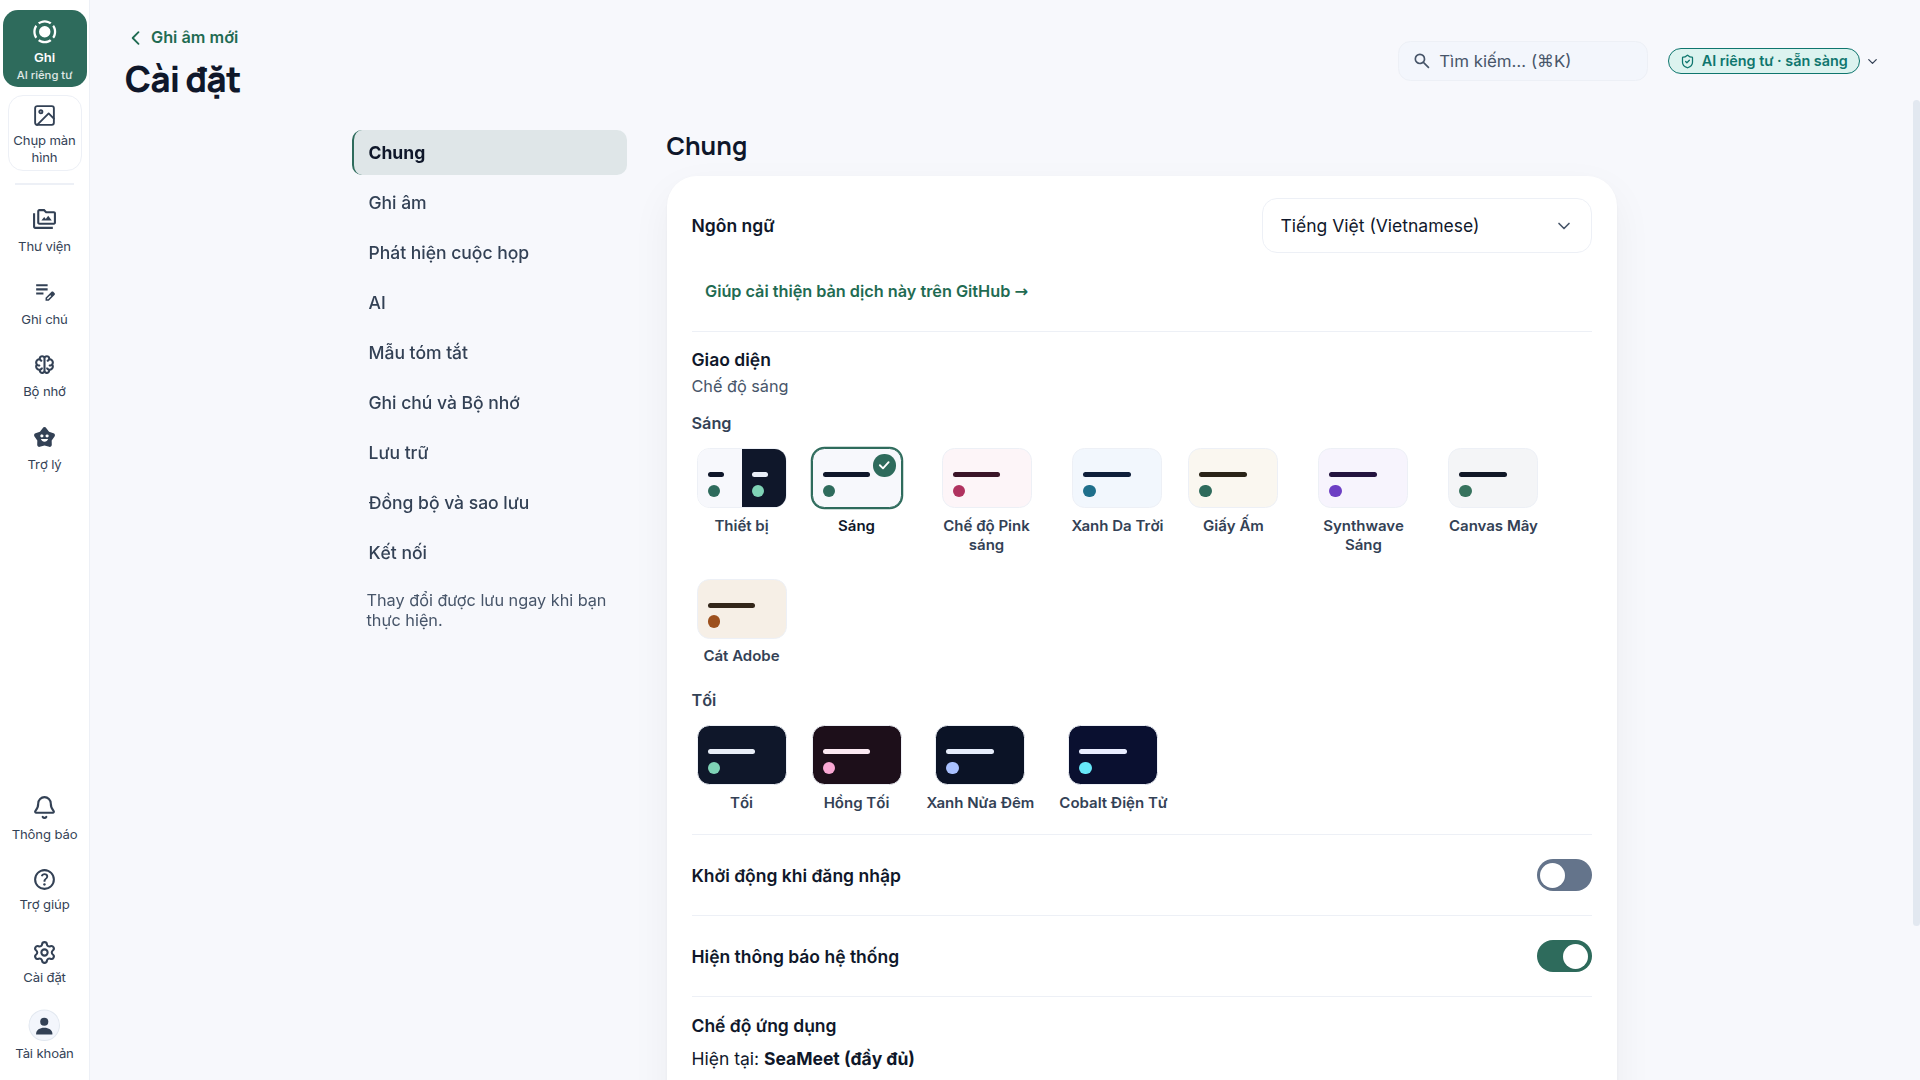 Ghi
AI riêng tư
Chụp màn
hình
Thư viện
Ghi chú
Bộ nhớ
Trợ lý
Thông báo
Trợ giúp
Cài đặt
Tài khoản
Ghi âm mới
Cài đặt
Tìm kiếm... (⌘K)
AI riêng tư · sẵn sàng
Chung
Ghi âm
Phát hiện cuộc họp
AI
Mẫu tóm tắt
Ghi chú và Bộ nhớ
Lưu trữ
Đồng bộ và sao lưu
Kết nối
Thay đổi được lưu ngay khi bạn
thực hiện.
Chung
Ngôn ngữ
Tiếng Việt (Vietnamese)
Giúp cải thiện bản dịch này trên GitHub →
Giao diện
Chế độ sáng
Sáng
Thiết bị
Sáng
Chế độ Pink
sáng
Xanh Da Trời
Giấy Ấm
Synthwave
Sáng
Canvas Mây
Cát Adobe
Tối
Tối
Hồng Tối
Xanh Nửa Đêm
Cobalt Điện Tử
Khởi động khi đăng nhập
Hiện thông báo hệ thống
Chế độ ứng dụng
Hiện tại: SeaMeet (đầy đủ)